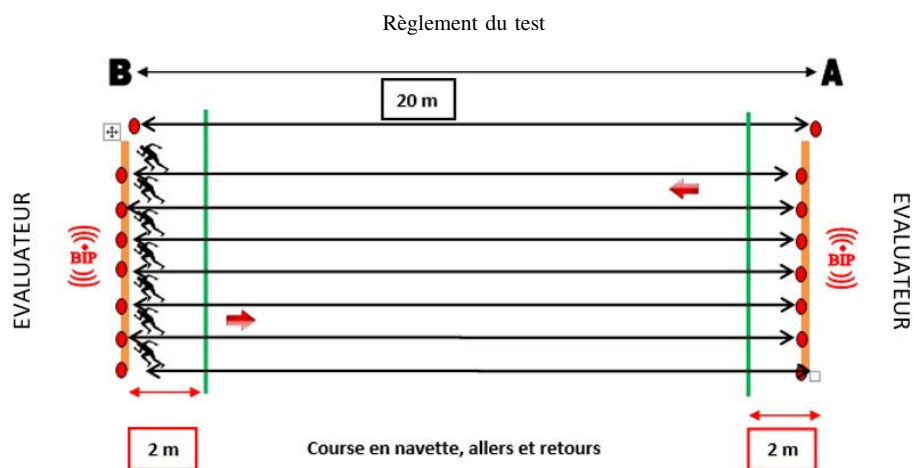 Règlement du test
B
A
20 m
EVALUATEUR
BIP
BIP
EVALUATEUR
2 m
Course en navette, allers et retours
2 m